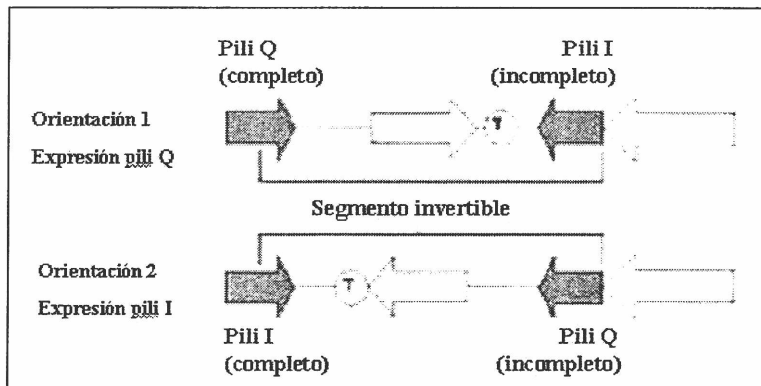 Pili Q
(completo)
Pili I
(incompleto)
Orientación 1
Expresión pili Q
T
Segmento invertible
Orientación 2
Expresión pili I
T
Pili I
(completo)
Pili Q
(incompleto)